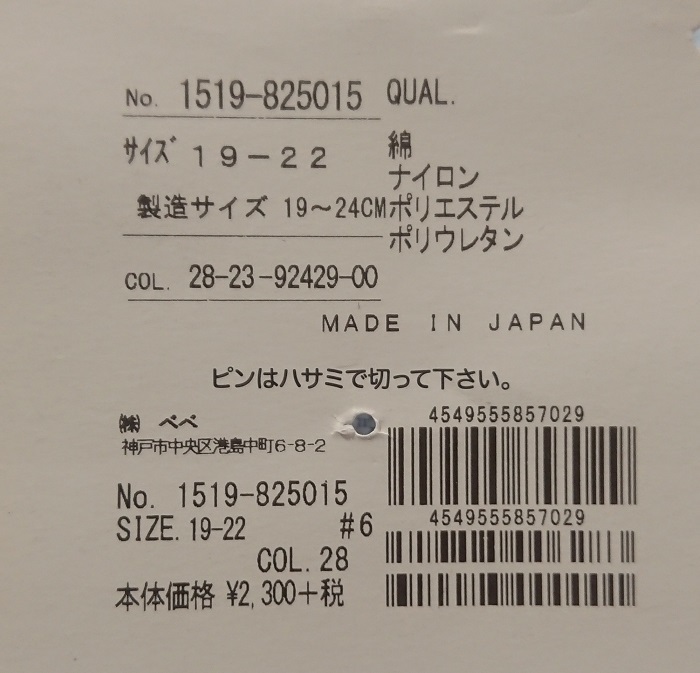 No. 1519-825015 QUAL.
サイズ 19-22 綿
ナイロン
製造サイズ 19～24CM ポリエステル
ポリウレタン
COL. 28-23-92429-00
MADE IN JAPAN
ピンはハサミで切って下さい。
㈱ べべ
神戸市中央区港島中町6-8-2
4549555857029
No. 1519-825015
SIZE. 19-22 #6
4549555857029
COL. 28
本体価格 ¥2,300+税